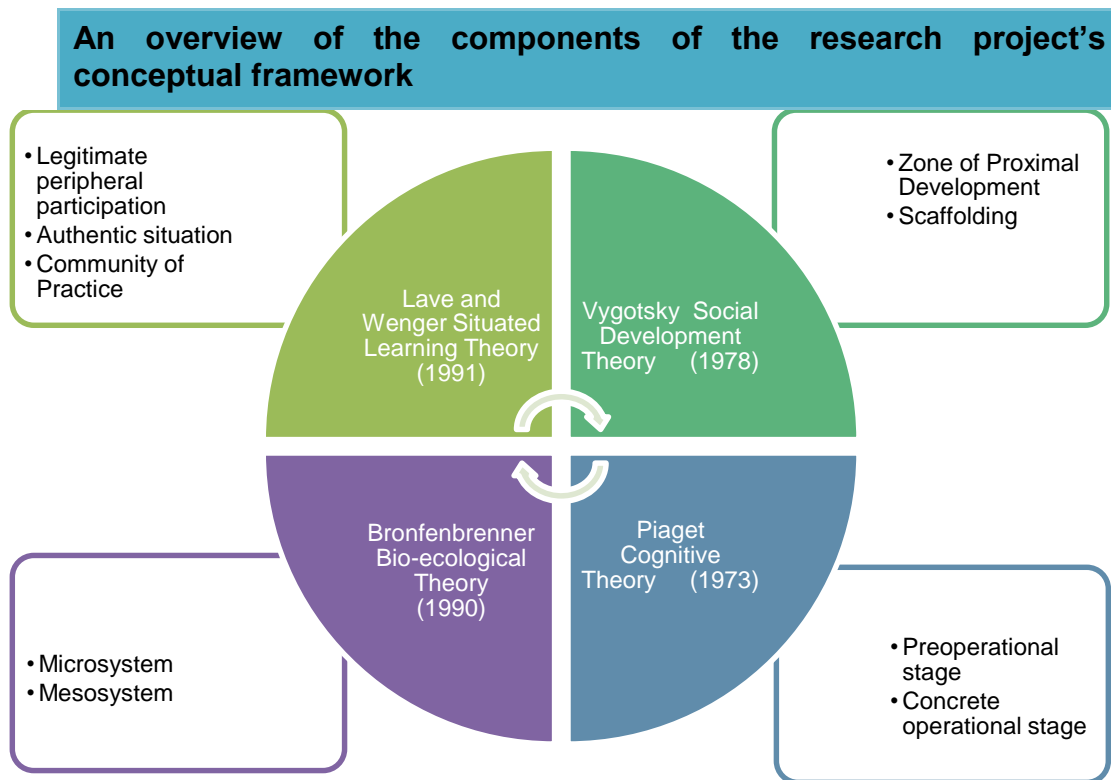 An overview of the components of the research project's
conceptual framework
• Legitimate
peripheral
participation
• Authentic situation
• Community of
Practice
• Zone of Proximal
Development
• Scaffolding
Lave and
Wenger Situated
Learning Theory
(1991)
Vygotsky Social
Development
Theory (1978)
Bronfenbrenner
Bio-ecological
Theory
(1990)
Piaget
Cognitive
Theory (1973)
• Microsystem
• Mesosystem
• Preoperational
stage
• Concrete
operational stage